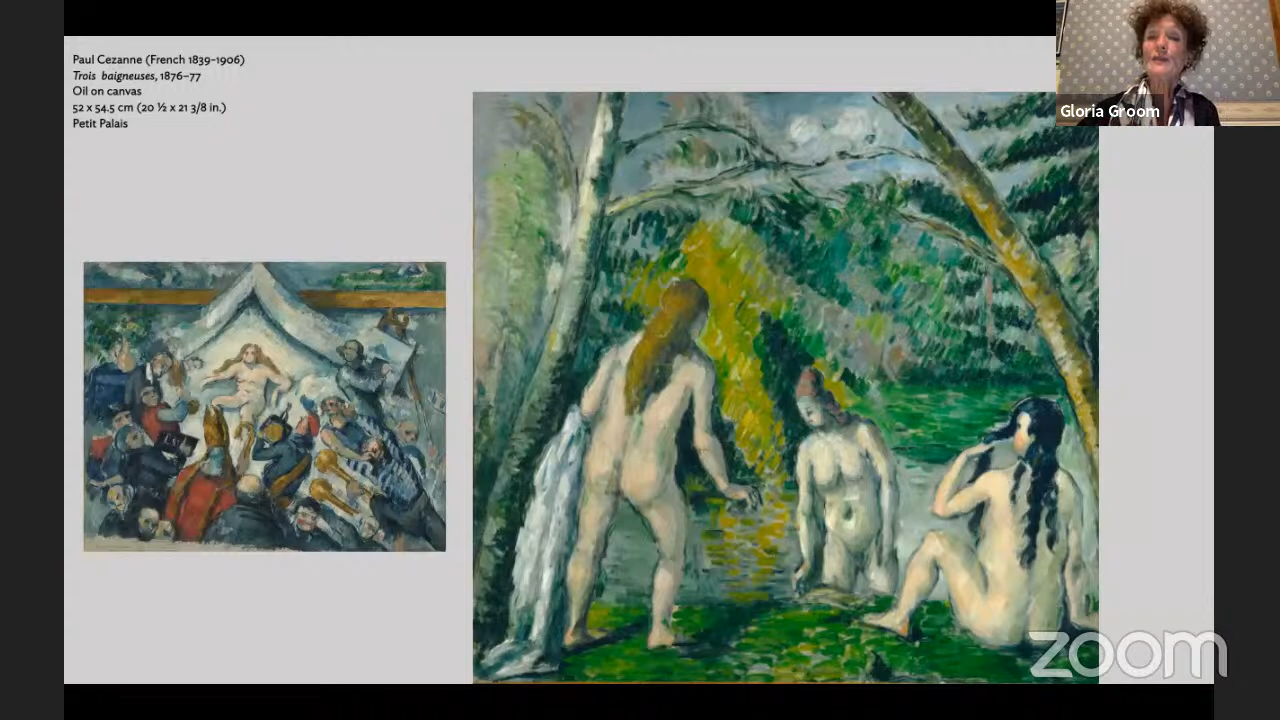 Paul Cezanne (French 1839–1906)
Trois baigneuses, 1876–77
Oil on canvas
52 x 54.5 cm (20 ½ x 21 3/8 in.)
Petit Palais
Gloria Groom
zoom